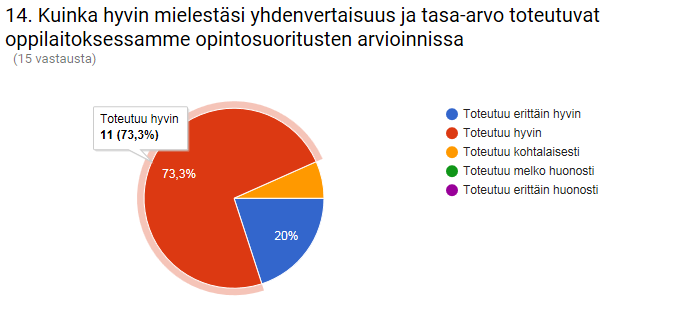 14. Kuinka hyvin mielestäsi yhdenvertaisuus ja tasa-arvo toteutuvat
oppilaitoksessamme opintosuoritusten arvioinnissa
(15 vastausta)
Toteutuu hyvin
11 (73,3%)
73,3%
20%
Toteutuu erittäin hyvin
Toteutuu hyvin
Toteutuu kohtalaisesti
Toteutuu melko huonosti
Toteutuu erittäin huonosti